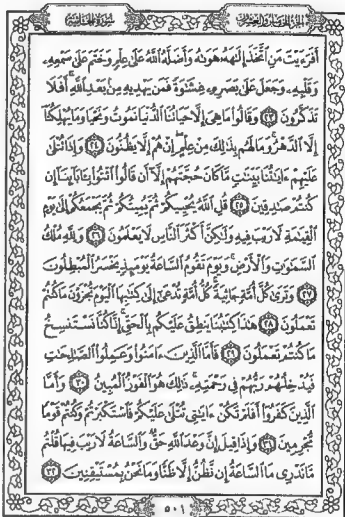 سورة الجاثية الجزء الخامس والعشرون
أَفَرَءَيْتَ مَنِ ٱتَّخَذَ إِلَٰهَهُۥ هَوَىٰهُ وَأَضَلَّهُ ٱللَّهُ عَلَىٰ عِلْمٍ وَخَتَمَ عَلَىٰ سَمْعِهِۦ
وَقَلْبِهِۦ وَجَعَلَ عَلَىٰ بَصَرِهِۦ غِشَٰوَةً فَمَن يَهْدِيهِ مِنۢ بَعْدِ ٱللَّهِ أَفَلَا
تَذَكَّرُونَ ٢٣ وَقَالُوا۟ مَا هِىَ إِلَّا حَيَاتُنَا ٱلدُّنْيَا نَمُوتُ وَنَحْيَا وَمَا يُهْلِكُنَآ
إِلَّا ٱلدَّهْرُ وَمَا لَهُم بِذَٰلِكَ مِنْ عِلْمٍ إِنْ هُمْ إِلَّا يَظُنُّونَ ٢٤ وَإِذَا تُتْلَىٰ
عَلَيْهِمْ ءَايَٰتُنَا بَيِّنَٰتٍ مَّا كَانَ حُجَّتَهُمْ إِلَّآ أَن قَالُوا۟ ٱئْتُوا۟ بِـَٔابَآئِنَآ إِن
كُنتُمْ صَٰدِقِينَ ٢٥ قُلِ ٱللَّهُ يُحْيِيكُمْ ثُمَّ يُمِيتُكُمْ ثُمَّ يَجْمَعُكُمْ إِلَىٰ يَوْمِ
ٱلْقِيَٰمَةِ لَا رَيْبَ فِيهِ وَلَٰكِنَّ أَكْثَرَ ٱلنَّاسِ لَا يَعْلَمُونَ ٢٦ وَلِلَّهِ مُلْكُ
ٱلسَّمَٰوَٰتِ وَٱلْأَرْضِ وَيَوْمَ تَقُومُ ٱلسَّاعَةُ يَوْمَئِذٍ يَخْسَرُ ٱلْمُبْطِلُونَ
٢٧ وَتَرَىٰ كُلَّ أُمَّةٍ جَاثِيَةً كُلُّ أُمَّةٍ تُدْعَىٰٓ إِلَىٰ كِتَٰبِهَا ٱلْيَوْمَ تُجْزَوْنَ مَا كُنتُمْ
تَعْمَلُونَ ٢٨ هَٰذَا كِتَٰبُنَا يَنطِقُ عَلَيْكُم بِٱلْحَقِّ إِنَّا كُنَّا نَسْتَنسِخُ
مَا كُنتُمْ تَعْمَلُونَ ٢٩ فَأَمَّا ٱلَّذِينَ ءَامَنُوا۟ وَعَمِلُوا۟ ٱلصَّٰلِحَٰتِ
فَيُدْخِلُهُمْ رَبُّهُمْ فِى رَحْمَتِهِۦ ذَٰلِكَ هُوَ ٱلْفَوْزُ ٱلْمُبِينُ ٣٠ وَأَمَّا
ٱلَّذِينَ كَفَرُوٓا۟ أَفَلَمْ تَكُنْ ءَايَٰتِى تُتْلَىٰ عَلَيْكُمْ فَٱسْتَكْبَرْتُمْ وَكُنتُمْ قَوْمًا
مُّجْرِمِينَ ٣١ وَإِذَا قِيلَ إِنَّ وَعْدَ ٱللَّهِ حَقٌّ وَٱلسَّاعَةُ لَا رَيْبَ فِيهَا قُلْتُم
مَّا نَدْرِى مَا ٱلسَّاعَةُ إِن نَّظُنُّ إِلَّا ظَنًّا وَمَا نَحْنُ بِمُسْتَيْقِنِينَ ٣٢
٥٠١